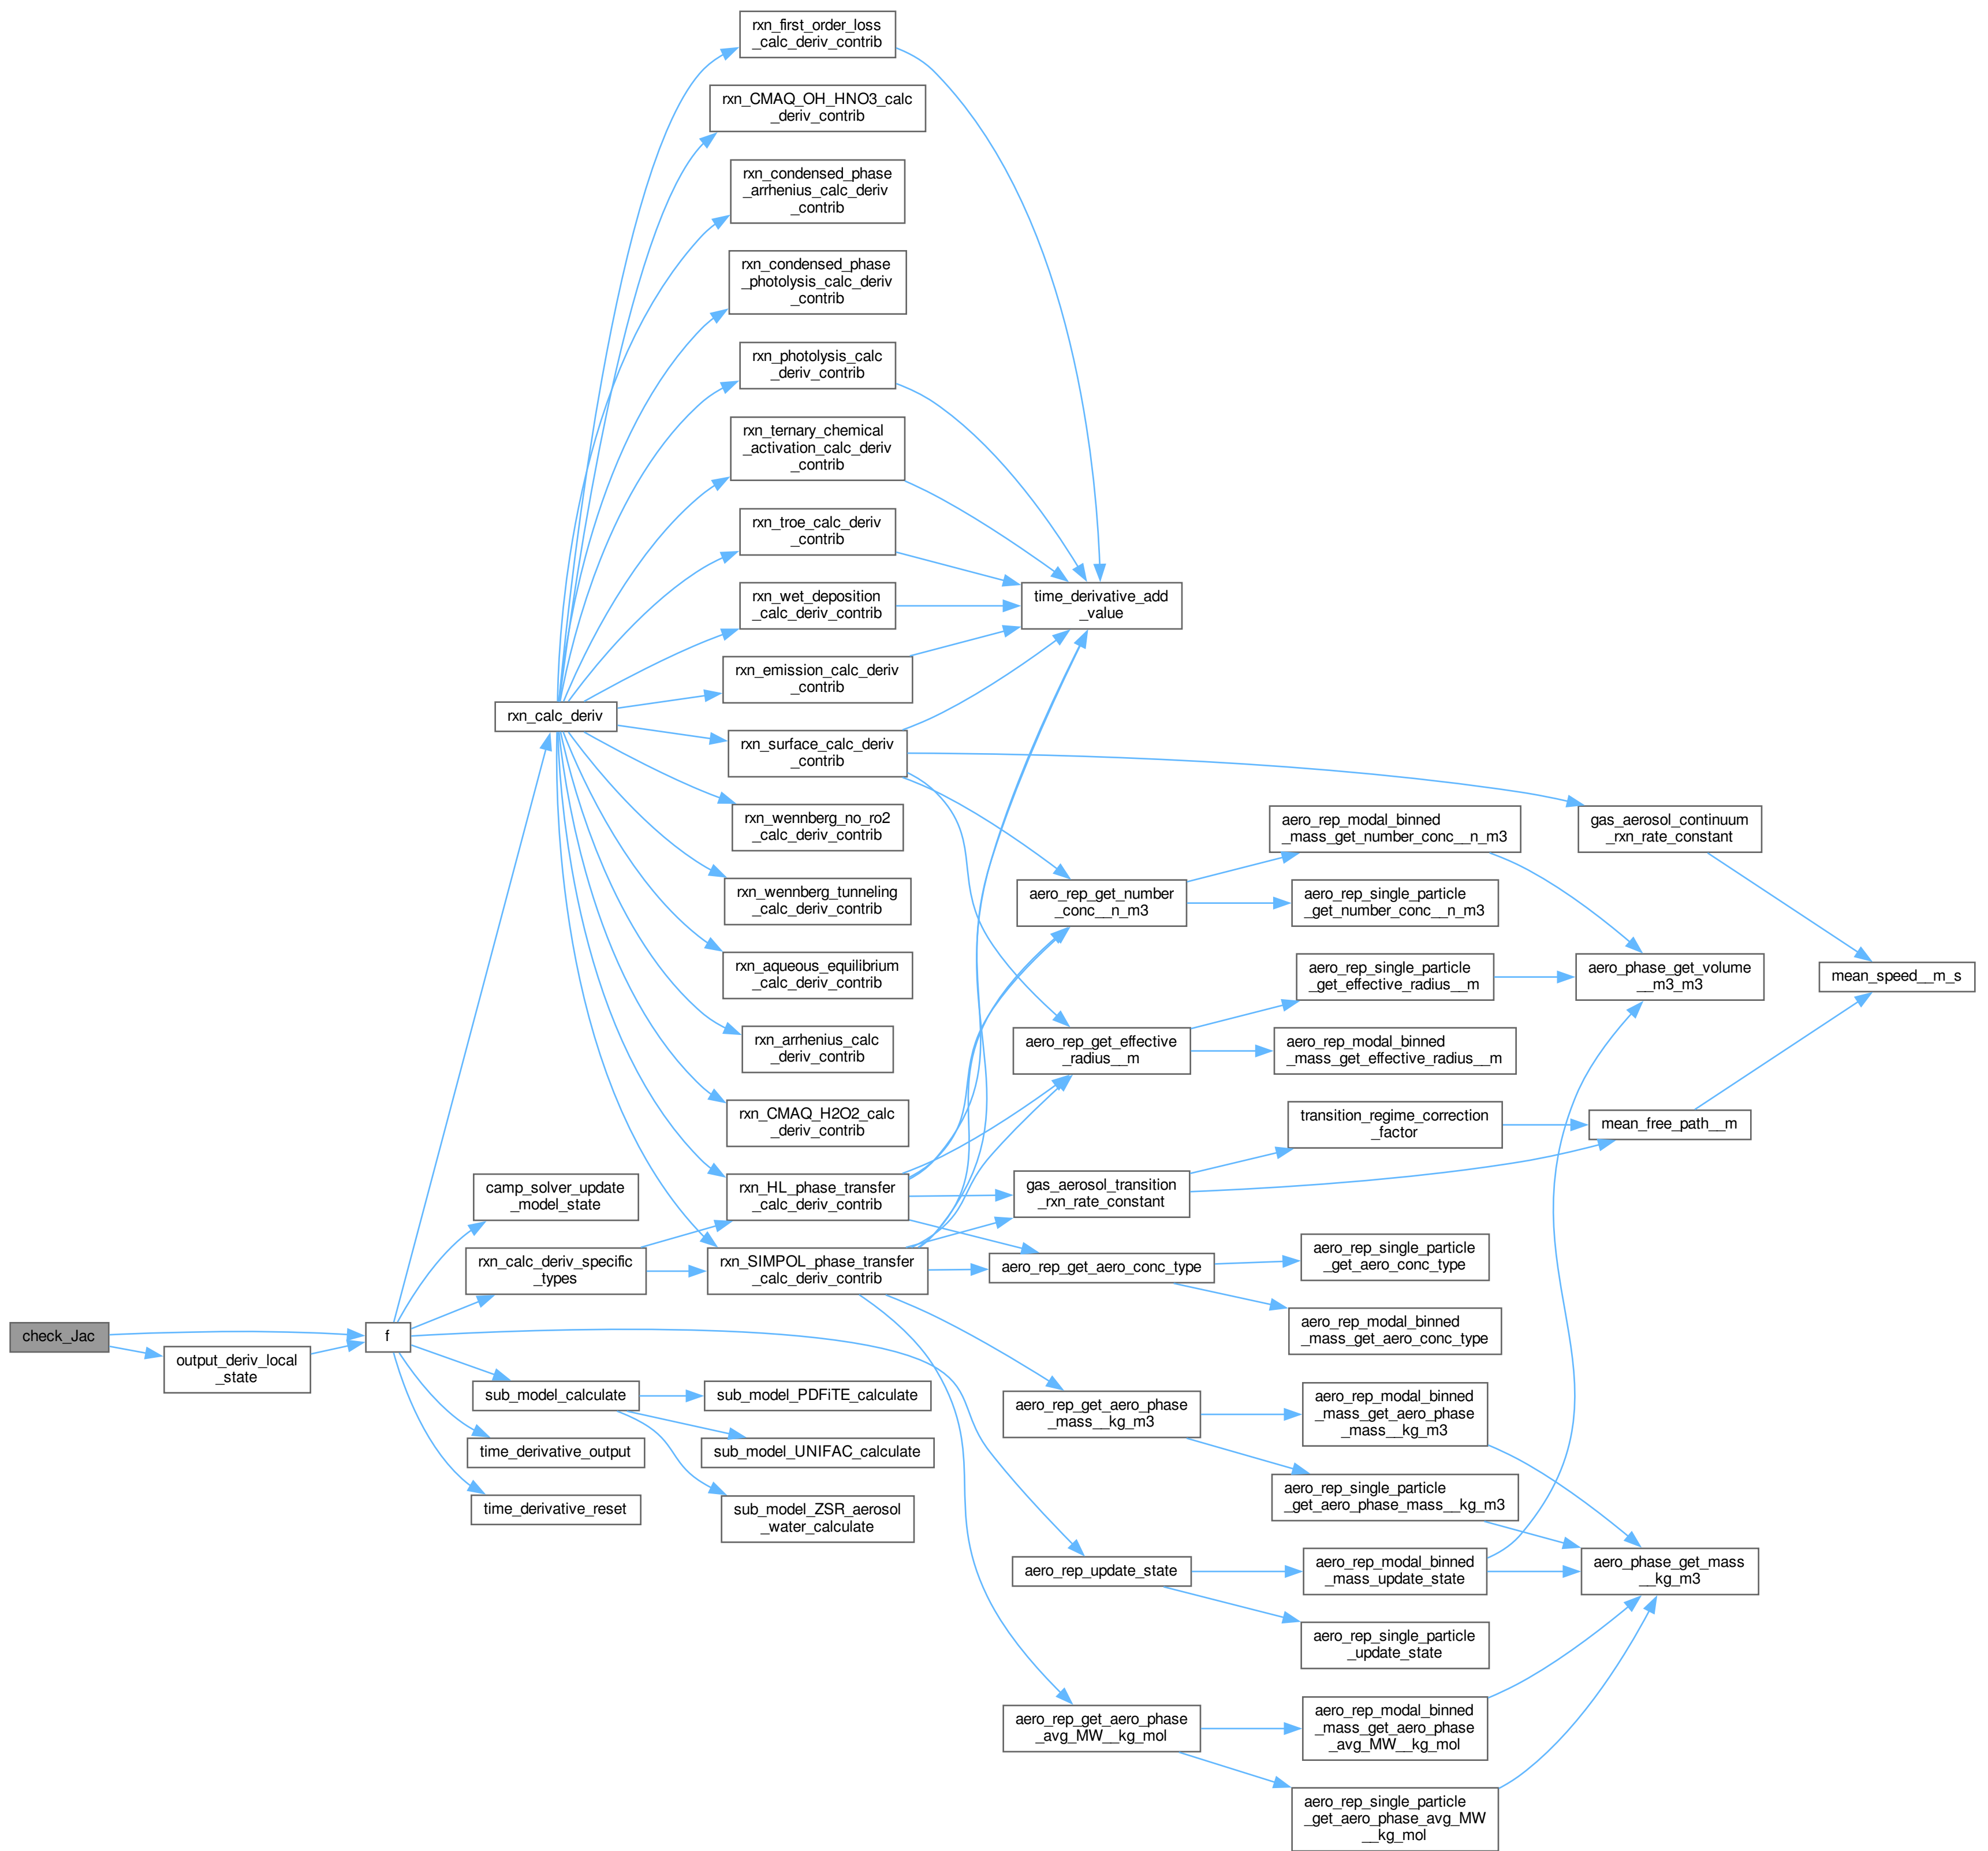 rxn_first_order_loss
_calc_deriv_contrib
rxn_CMAQ_OH_HNO3_calc
_deriv_contrib
rxn_condensed_phase
_arrhenius_calc_deriv
_contrib
rxn_condensed_phase
_photolysis_calc_deriv
_contrib
rxn_photolysis_calc
_deriv_contrib
rxn_ternary_chemical
_activation_calc_deriv
_contrib
rxn_troe_calc_deriv
_contrib
rxn_wet_deposition
_calc_deriv_contrib
time_derivative_add
_value
rxn_emission_calc_deriv
_contrib
rxn_calc_deriv
rxn_surface_calc_deriv
_contrib
rxn_wennberg_no_ro2
_calc_deriv_contrib
aero_rep_modal_binned
_mass_get_number_conc__n_m3
gas_aerosol_continuum
_rxn_rate_constant
rxn_wennberg_tunneling
_calc_deriv_contrib
aero_rep_get_number
_conc__n_m3
aero_rep_single_particle
_get_number_conc__n_m3
rxn_aqueous_equilibrium
_calc_deriv_contrib
aero_rep_single_particle
_get_effective_radius__m
aero_phase_get_volume
__m3_m3
mean_speed__m_s
rxn_arrhenius_calc
_deriv_contrib
aero_rep_get_effective
_radius__m
aero_rep_modal_binned
_mass_get_effective_radius__m
rxn_CMAQ_H2O2_calc
_deriv_contrib
transition_regime_correction
_factor
mean_free_path__m
camp_solver_update
_model_state
rxn_HL_phase_transfer
_calc_deriv_contrib
gas_aerosol_transition
_rxn_rate_constant
rxn_calc_deriv_specific
_types
rxn_SIMPOL_phase_transfer
_calc_deriv_contrib
aero_rep_get_aero_conc_type
aero_rep_single_particle
_get_aero_conc_type
aero_rep_modal_binned
_mass_get_aero_conc_type
check_Jac
f
output_deriv_local
_state
sub_model_calculate
sub_model_PDFiTE_calculate
aero_rep_get_aero_phase
_mass__kg_m3
aero_rep_modal_binned
_mass_get_aero_phase
_mass__kg_m3
time_derivative_output
sub_model_UNIFAC_calculate
time_derivative_reset
sub_model_ZSR_aerosol
_water_calculate
aero_rep_single_particle
_get_aero_phase_mass__kg_m3
aero_rep_update_state
aero_rep_modal_binned
_mass_update_state
aero_phase_get_mass
__kg_m3
aero_rep_single_particle
_update_state
aero_rep_get_aero_phase
_avg_MW__kg_mol
aero_rep_modal_binned
_mass_get_aero_phase
_avg_MW__kg_mol
aero_rep_single_particle
_get_aero_phase_avg_MW
__kg_mol